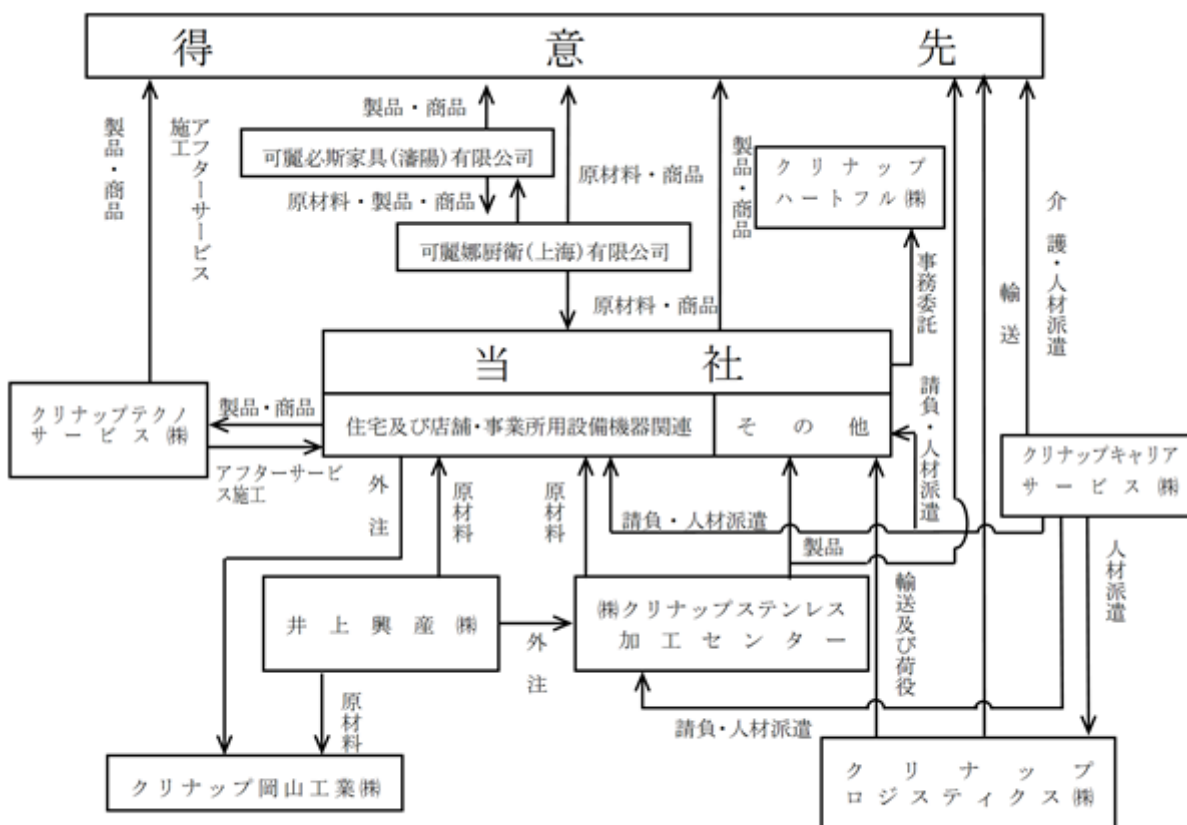 得意先
製品・商品
アフターサービス
施工
製品・商品
可麗必斯家具(瀋陽)有限公司
原材料・製品・商品
原材料・商品
可麗娜厨衛(上海)有限公司
原材料・商品
製品・商品
クリナップ
ハートフル㈱
事務委託
輸送
介護・人材派遣
当社
住宅及び店舗・事業所用設備機器関連
その他
クリナップテクノ
サービス㈱
製品・商品
アフターサービ
ス施工
請負・人材派遣
クリナップキャリア
サービス㈱
外注
原材料
原材料
請負・人材派遣
製品
人材派遣
井上興産㈱
外注
㈱クリナップステンレス
加工センター
輸送及び荷役
原材料
請負・人材派遣
クリナップ岡山工業㈱
クリナップ
ロジスティクス㈱